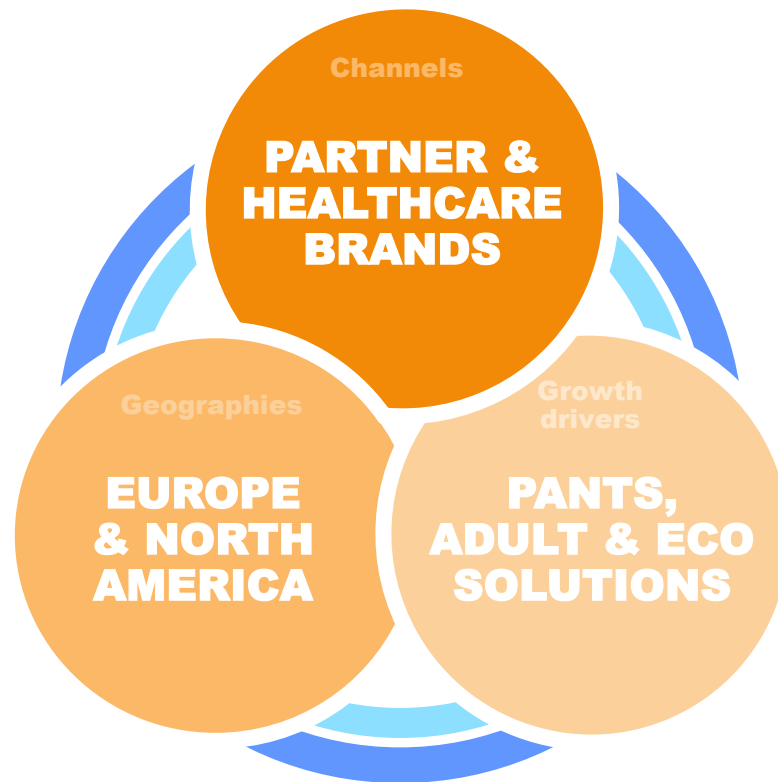 Channels
PARTNER &
HEALTHCARE
BRANDS
Geographies
EUROPE
& NORTH
AMERICA
Growth
drivers
PANTS,
ADULT & ECO
SOLUTIONS